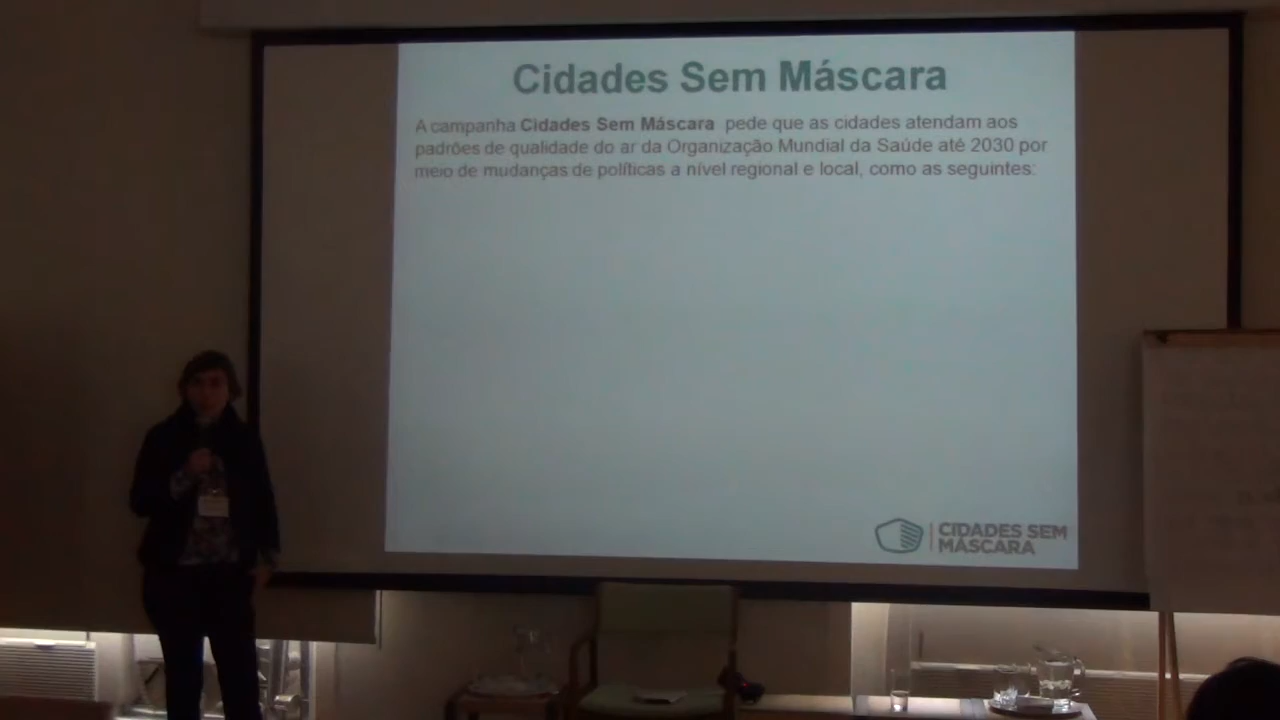 Cidades Sem Máscara
A campanha Cidades Sem Máscara pede que as cidades atendam aos
padrões de qualidade do ar da Organização Mundial da Saúde até 2030 por
meio de mudanças de políticas a nível regional e local, como as seguintes:
CIDADES SEM
MÁSCARA